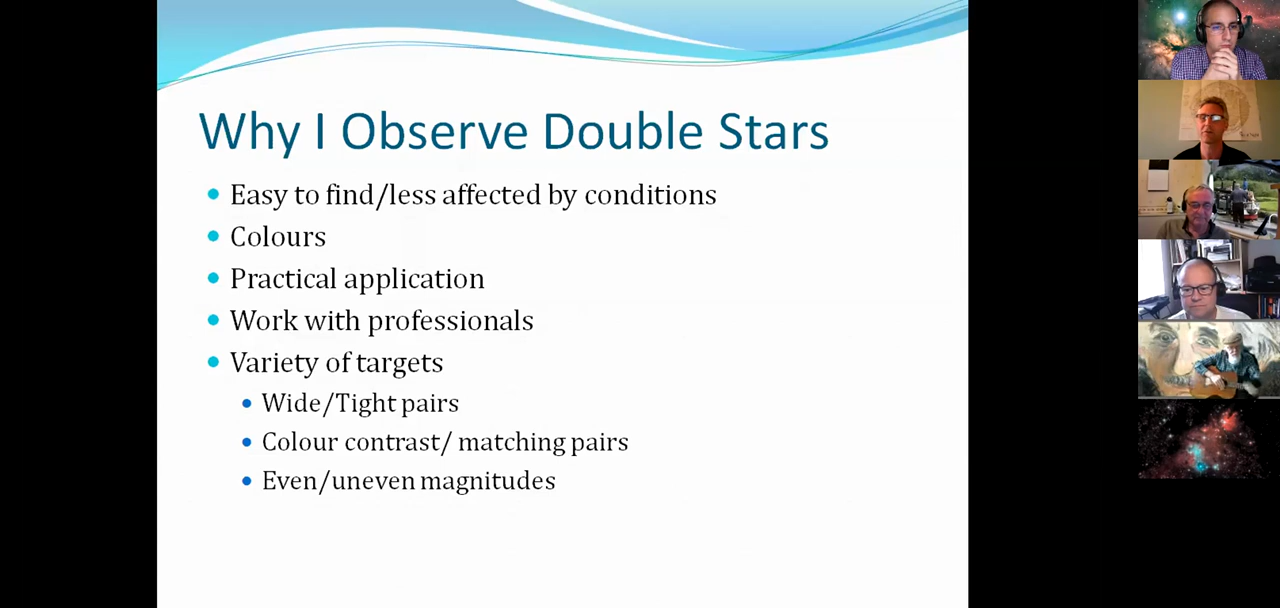 Why I Observe Double Stars
Easy to find/less affected by conditions
Colours
Practical application
Work with professionals
Variety of targets
Wide/Tight pairs
Colour contrast/ matching pairs
Even/uneven magnitudes